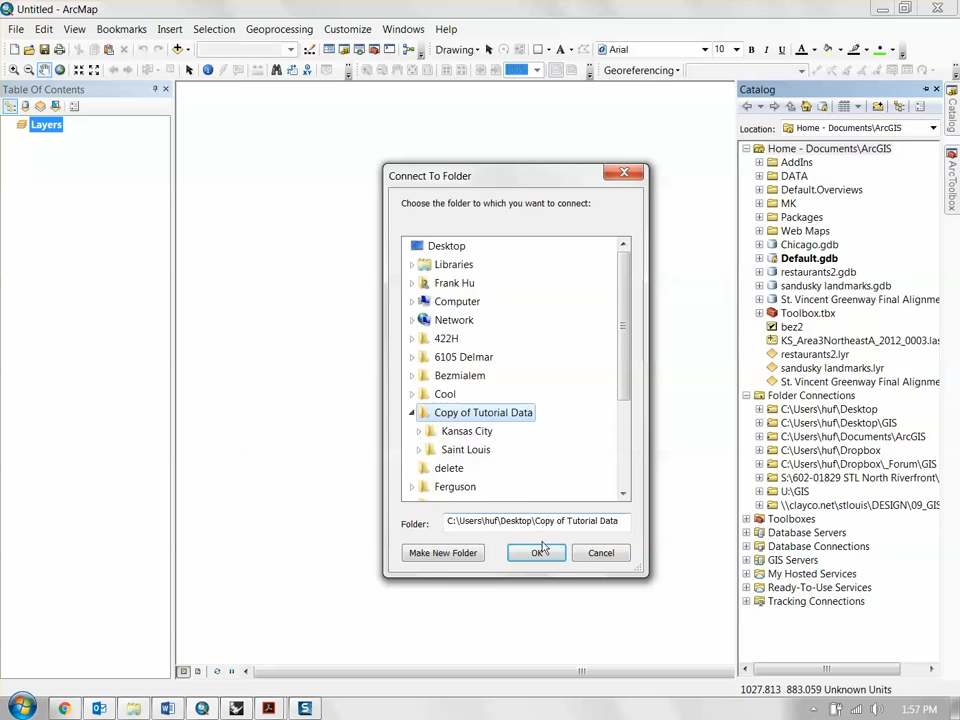 Untitled - ArcMap
File Edit View Bookmarks Insert Selection Geoprocessing Customize Windows Help
Drawing Arial 10 B I U A
Georeferencing
Table Of Contents
Layers
Connect To Folder
Choose the folder to which you want to connect:
Desktop
Libraries
Frank Hu
Computer
Network
422H
6105 Delmar
Bezmialem
Cool
Copy of Tutorial Data
Kansas City
Saint Louis
delete
Ferguson
Folder: C:\Users\huf\Desktop\Copy of Tutorial Data
Make New Folder OK Cancel
Catalog
Location: Home - Documents\ArcGIS
Home - Documents\ArcGIS
AddIns
DATA
Default.Overviews
MK
Packages
Web Maps
Chicago.gdb
Default.gdb
restaurants2.gdb
sandusky landmarks.gdb
St. Vincent Greenway Final Alignme
Toolbox.tbx
bez2
KS_Area3NortheastA_2012_0003.las
restaurants2.lyr
sandusky landmarks.lyr
St. Vincent Greenway Final Alignme
Folder Connections
C:\Users\huf\Desktop
C:\Users\huf\Desktop\GIS
C:\Users\huf\Documents\ArcGIS
C:\Users\huf\Dropbox
C:\Users\huf\Dropbox\_Forum\GIS
S:\602-01829 STL North Riverfront\
U:\GIS
\\clayco.net\stlouis\DESIGN\09_GIS
Toolboxes
Database Servers
Database Connections
GIS Servers
My Hosted Services
Ready-To-Use Services
Tracking Connections
Catalog
ArcToolbox
1027.813 883.059 Unknown Units
1:57 PM